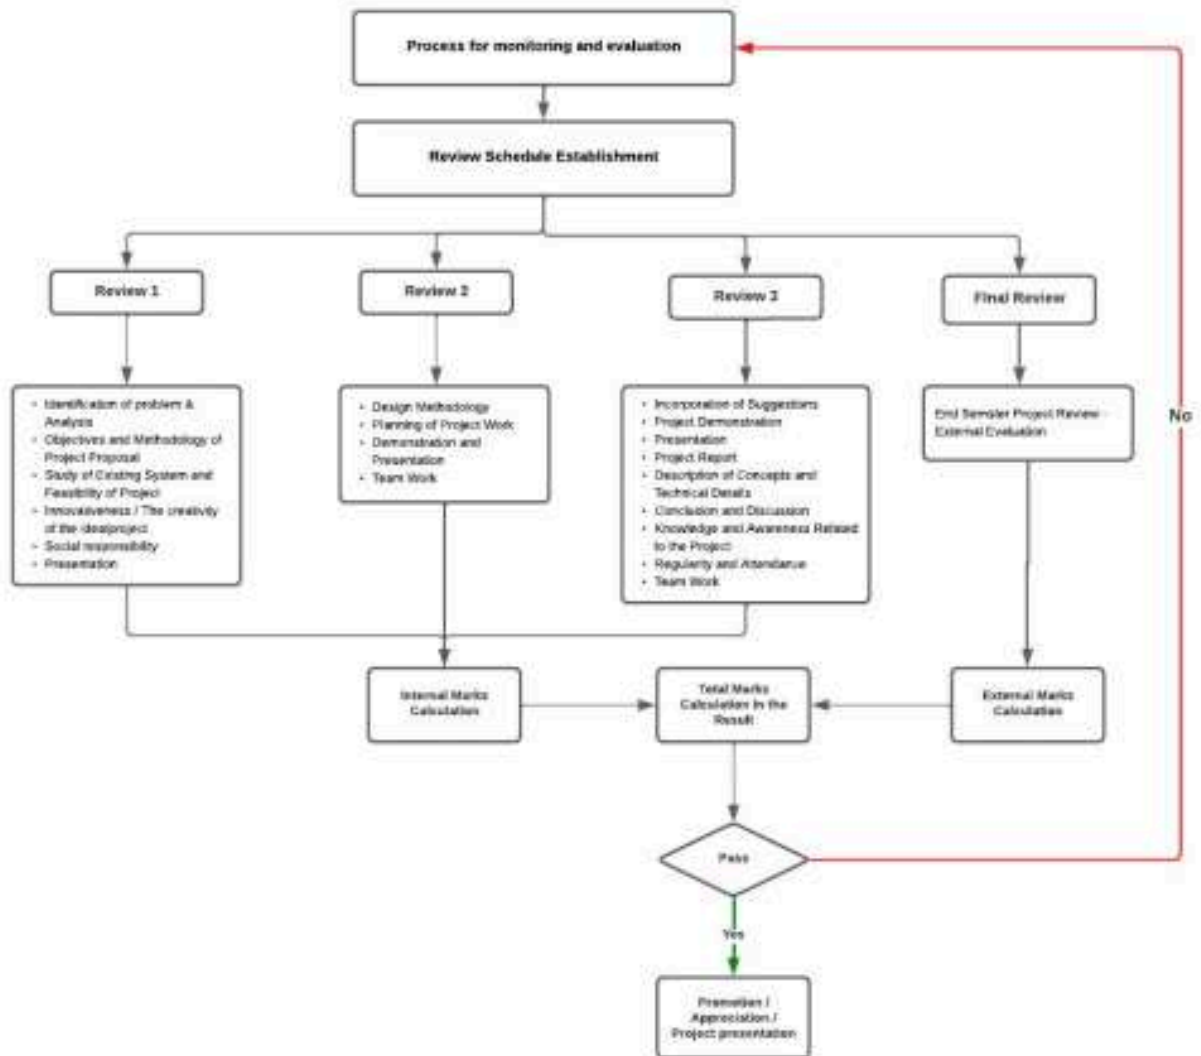 Process for monitoring and evaluation
Review Schedule Establishment
Review 1
Review 2
Review 3
Final Review
• Identification of problem &
Analysis
• Objectives and Methodology of
Project Proposal
• Study of Existing System and
Feasibility of Project
• Innovasiveness / The creativity
of the idea/project
• Social responsibility
• Presentation
• Design Methodology
• Planning of Project Work
• Demonstration and
Presentation
• Team Work
• Incorporation of Suggestions
• Project Demonstration
• Presentation
• Project Report
• Description of Concepts and
Technical Details
• Conclusion and Discussion
• Knowledge and Awareness Related
to the Project
• Regularity and Attendance
• Team Work
End Semster Project Review -
External Evaluation
No
Internal Marks
Calculation
Total Marks
Calculation in the
Result
External Marks
Calculation
Pass
Yes
Promotion /
Appreciation /
Project presentation